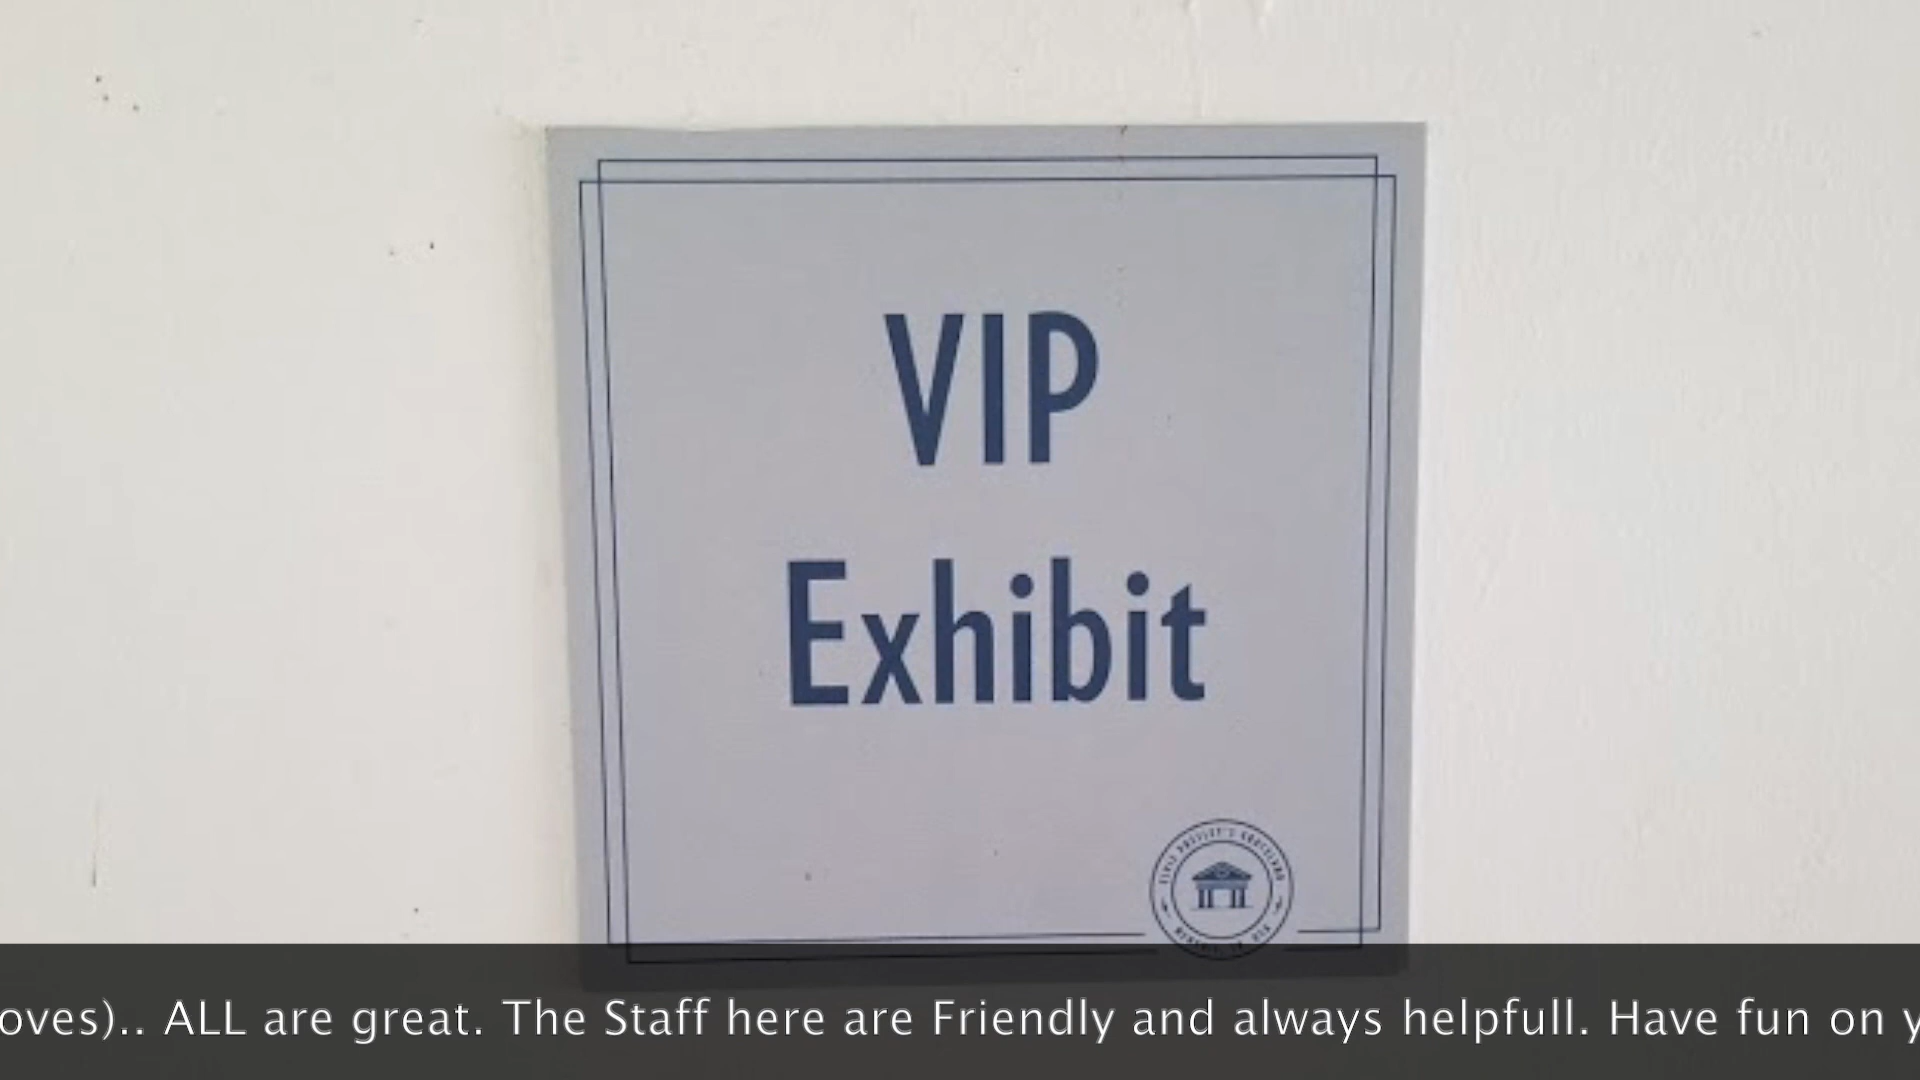 VIP
Exhibit
oves).. ALL are great. The Staff here are Friendly and always helpfull. Have fun on y